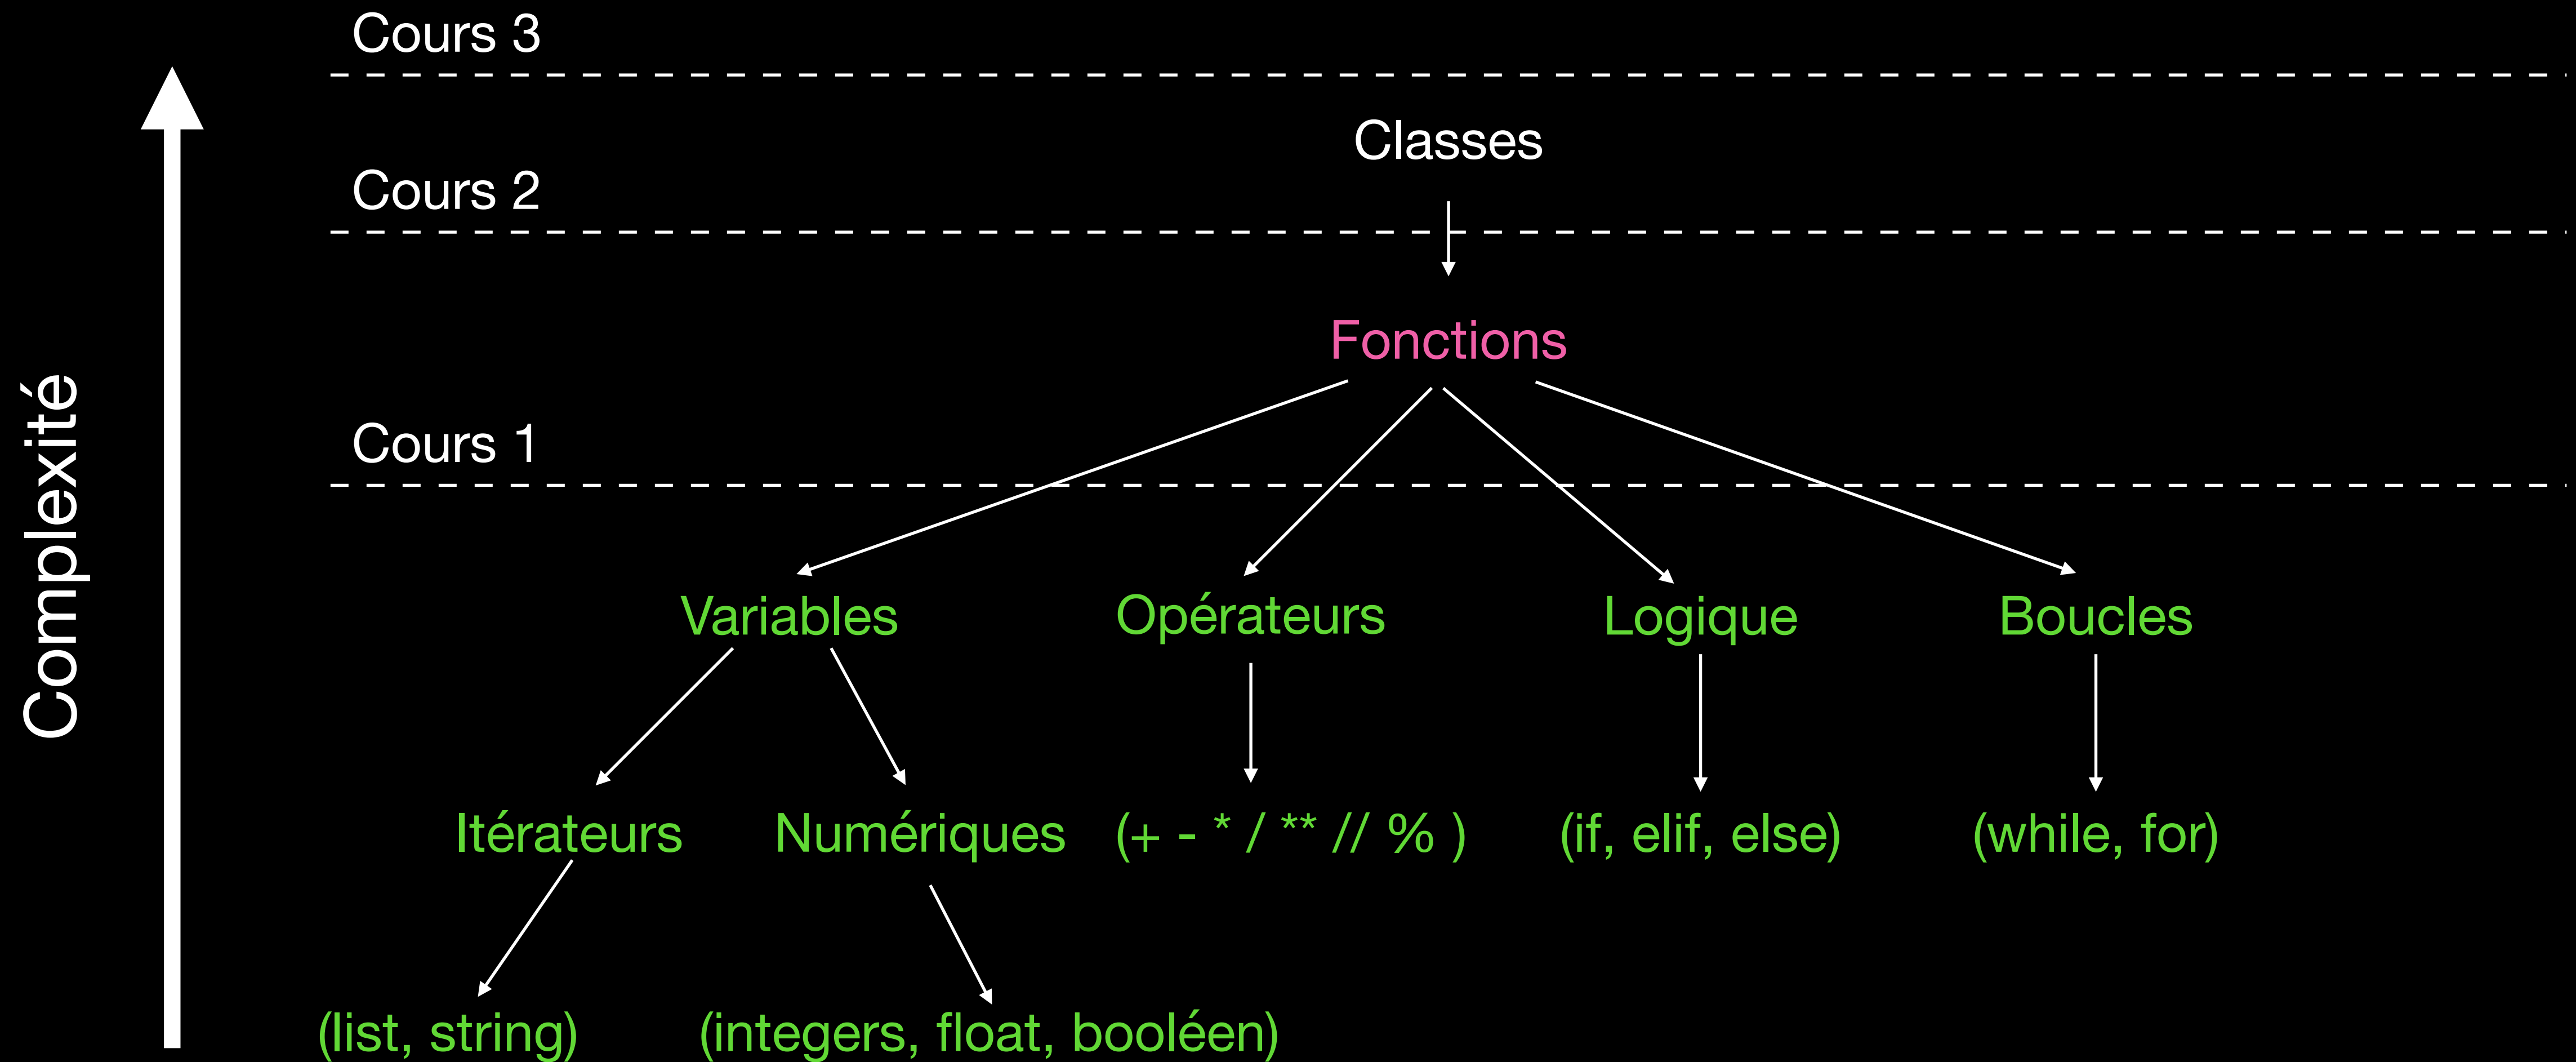 Cours 3
Classes
Cours 2
Fonctions
Cours 1
Complexité
Variables
Opérateurs
Logique
Boucles
Itérateurs
Numériques
(+ - * / ** // % )
(if, elif, else)
(while, for)
(list, string)
(integers, float, booléen)